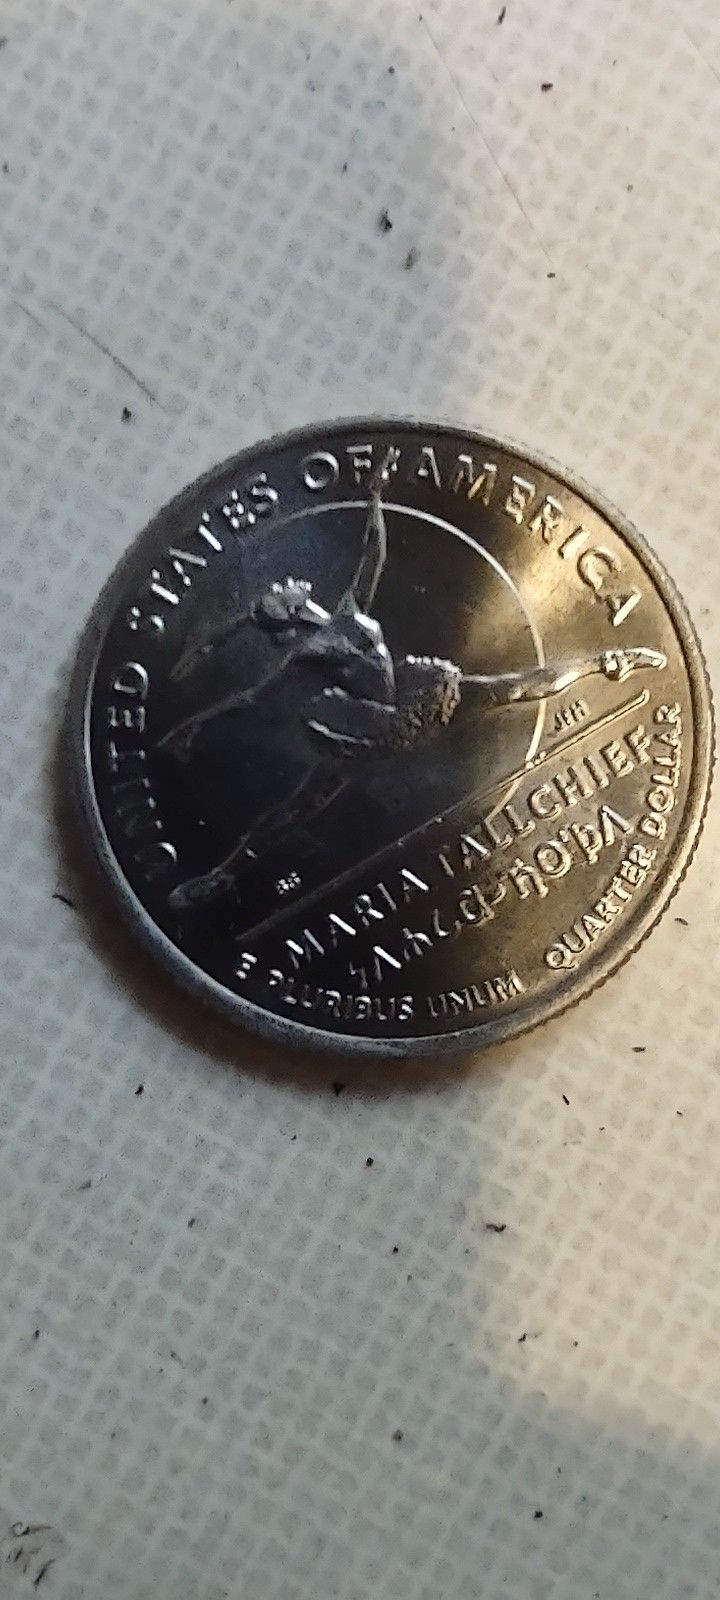 UNITED STATES OF AMERICA
MARIA TALLCHIEF
E PLURIBUS UNUM
QUARTER DOLLAR